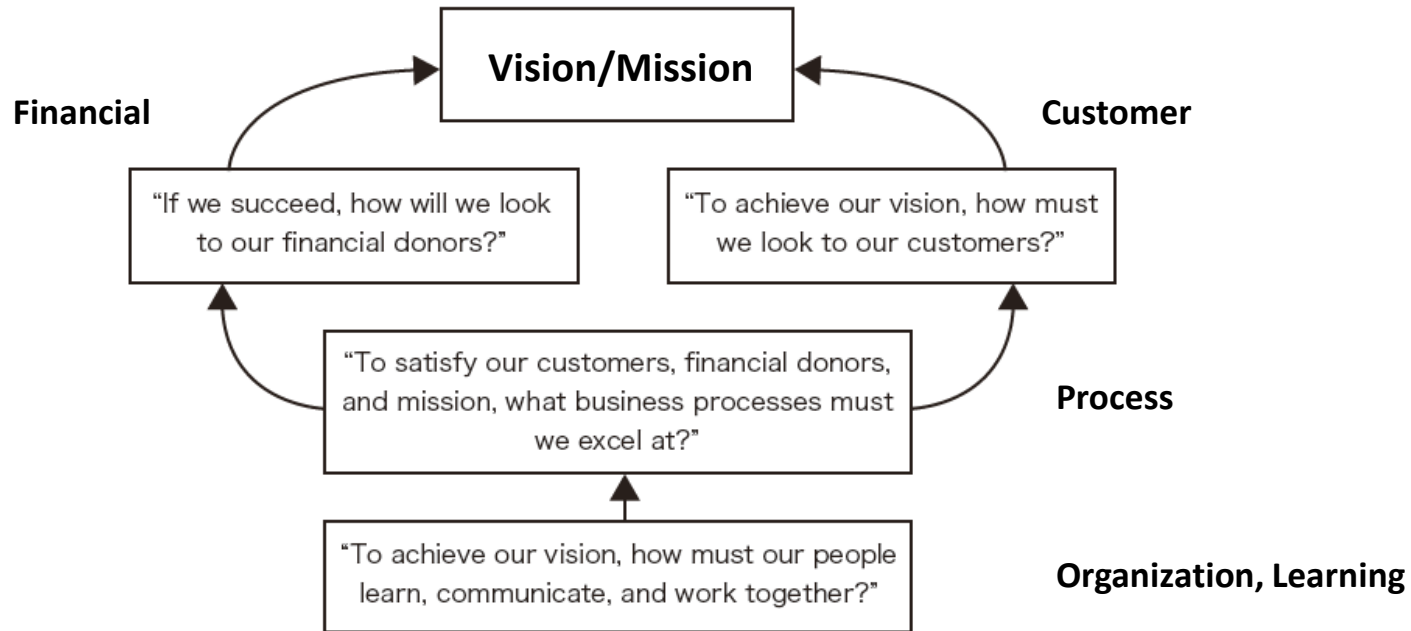 Vision/Mission
Financial
Customer
“If we succeed, how will we look
to our financial donors?”
“To achieve our vision, how must
we look to our customers?”
“To satisfy our customers, financial donors,
and mission, what business processes must
we excel at?”
Process
“To achieve our vision, how must our people
learn, communicate, and work together?”
Organization, Learning